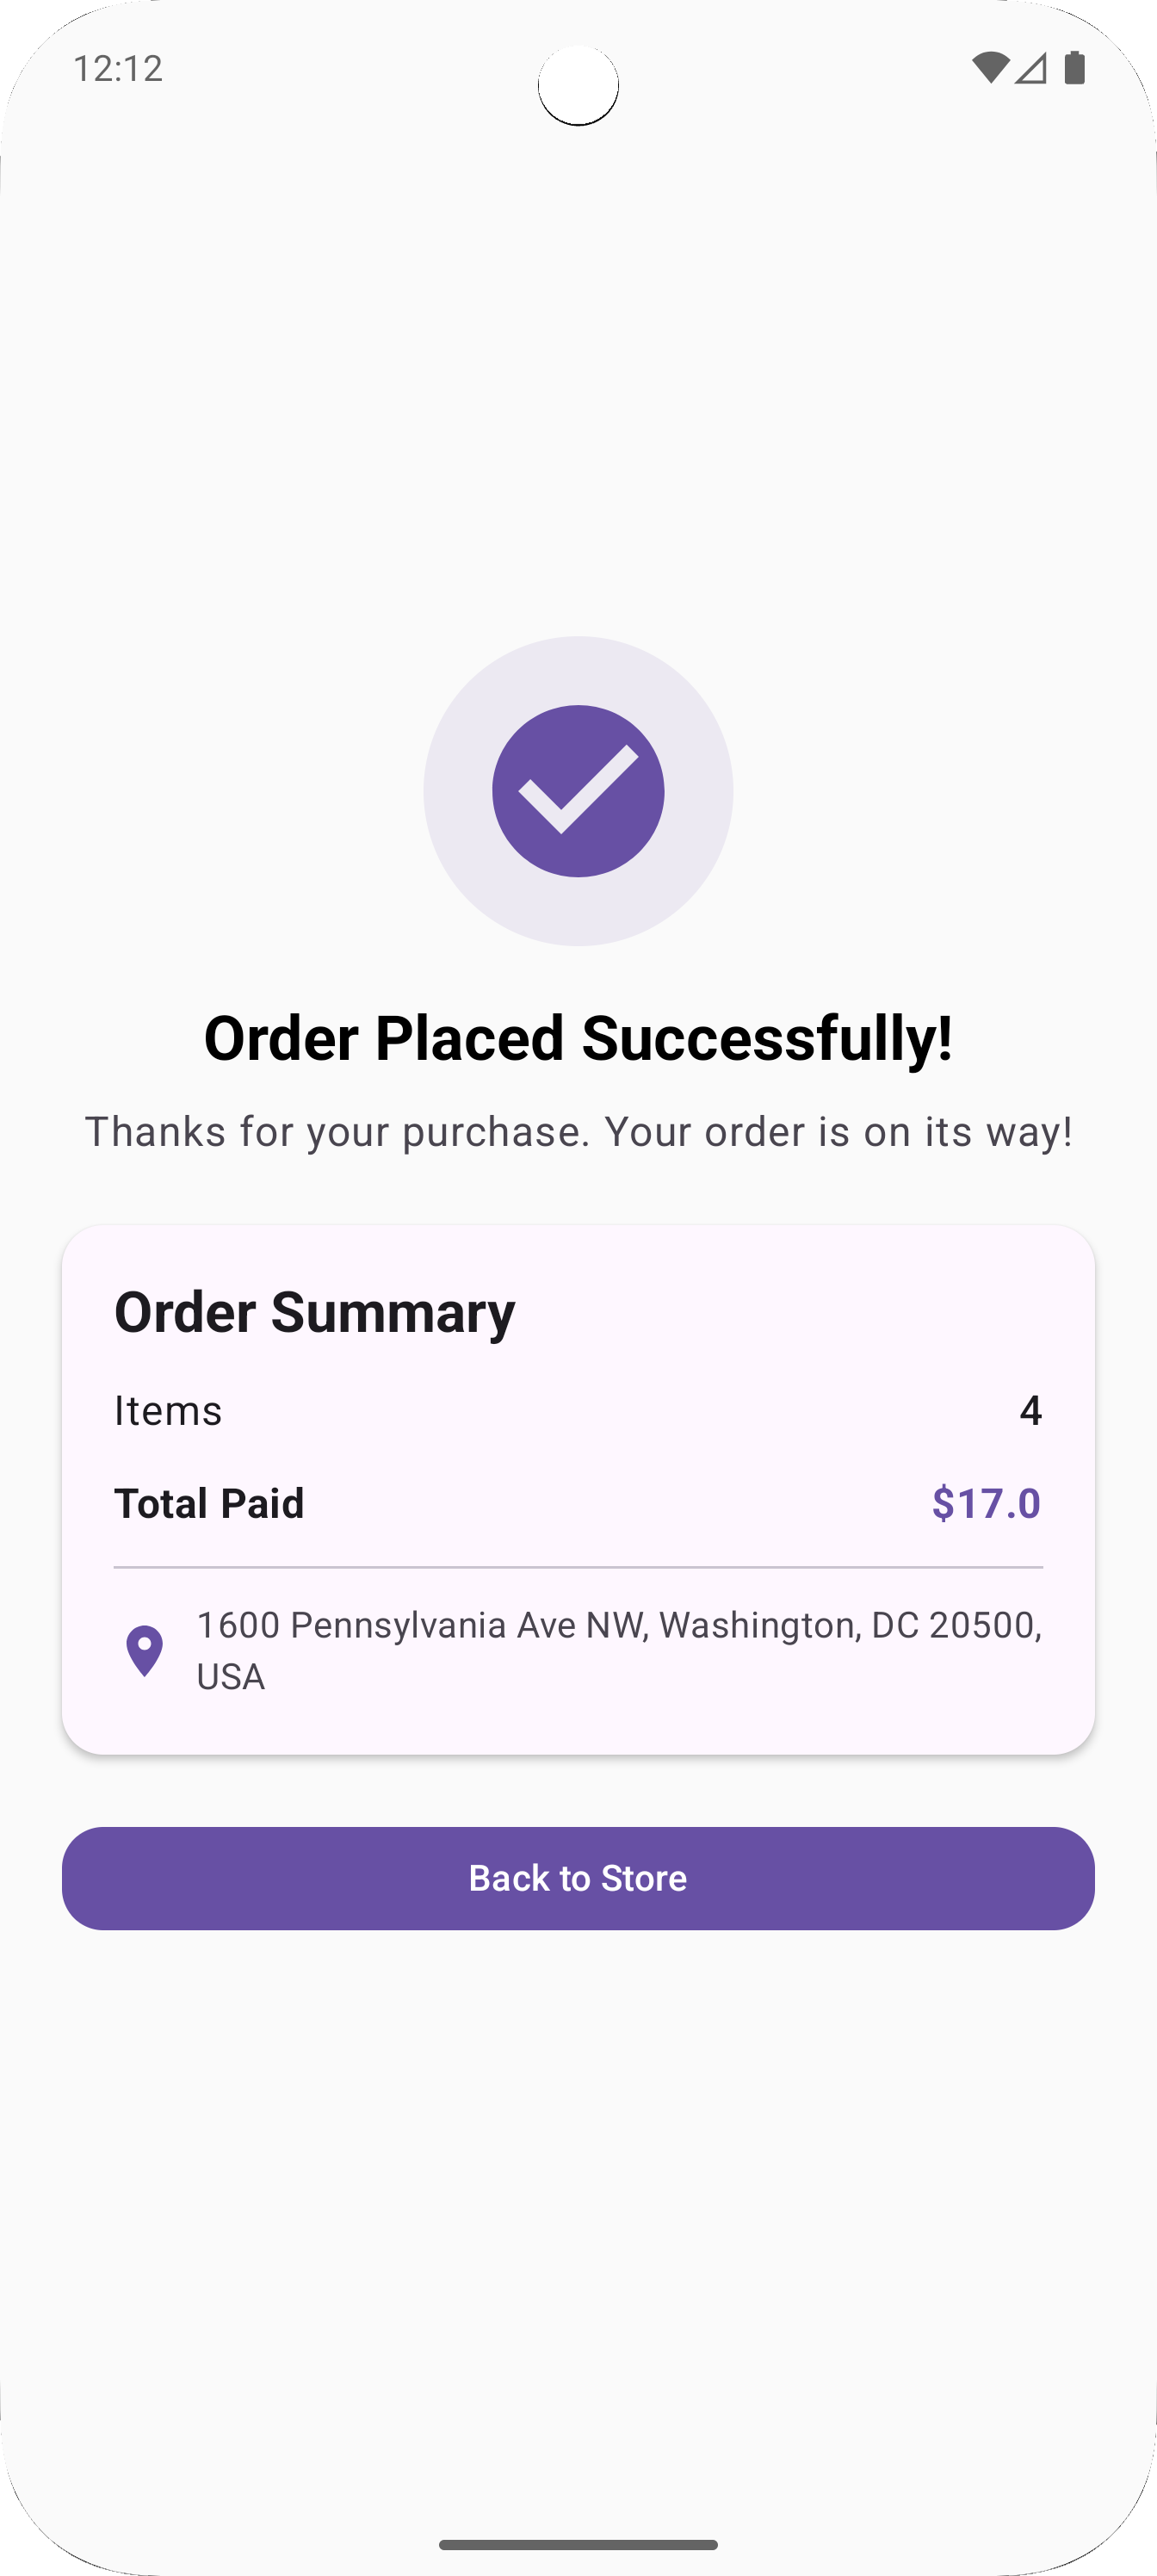 12:12
Order Placed Successfully!
Thanks for your purchase. Your order is on its way!
Order Summary
Items 4
Total Paid $17.0
1600 Pennsylvania Ave NW, Washington, DC 20500,
USA
Back to Store